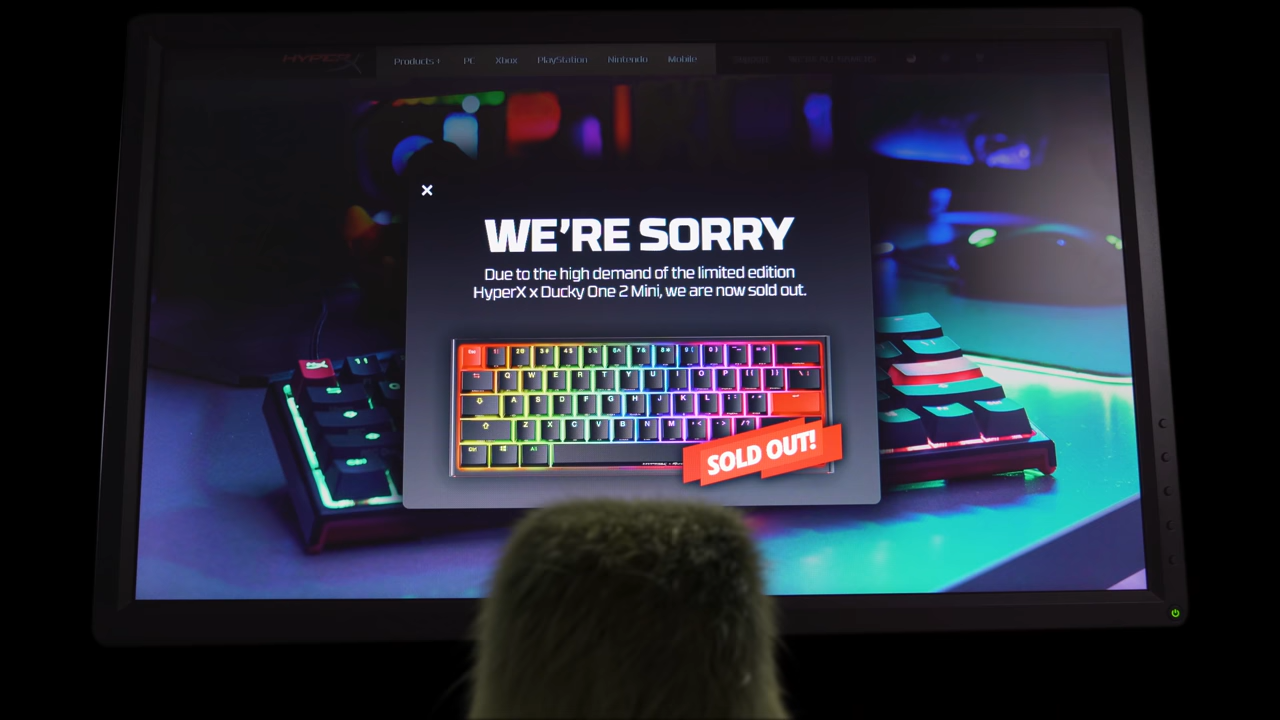 HYPERX
Products + PC Xbox PlayStation Nintendo Mobile
WE'RE SORRY
Due to the high demand of the limited edition
HyperX x Ducky One 2 Mini, we are now sold out.
Q W E R T Y U I O P
A S D F G H J K L
Z X C V B N M
SOLD OUT!